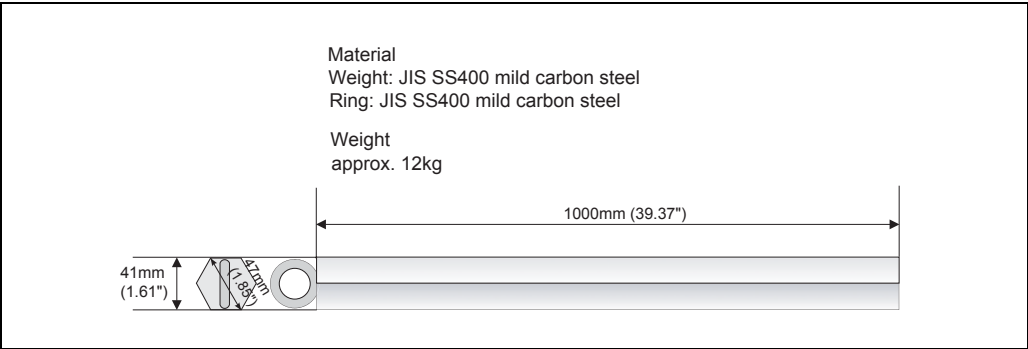 Material
Weight: JIS SS400 mild carbon steel
Ring: JIS SS400 mild carbon steel
Weight
approx. 12kg
1000mm (39.37")
41mm
(1.61")
47mm
(1.85")